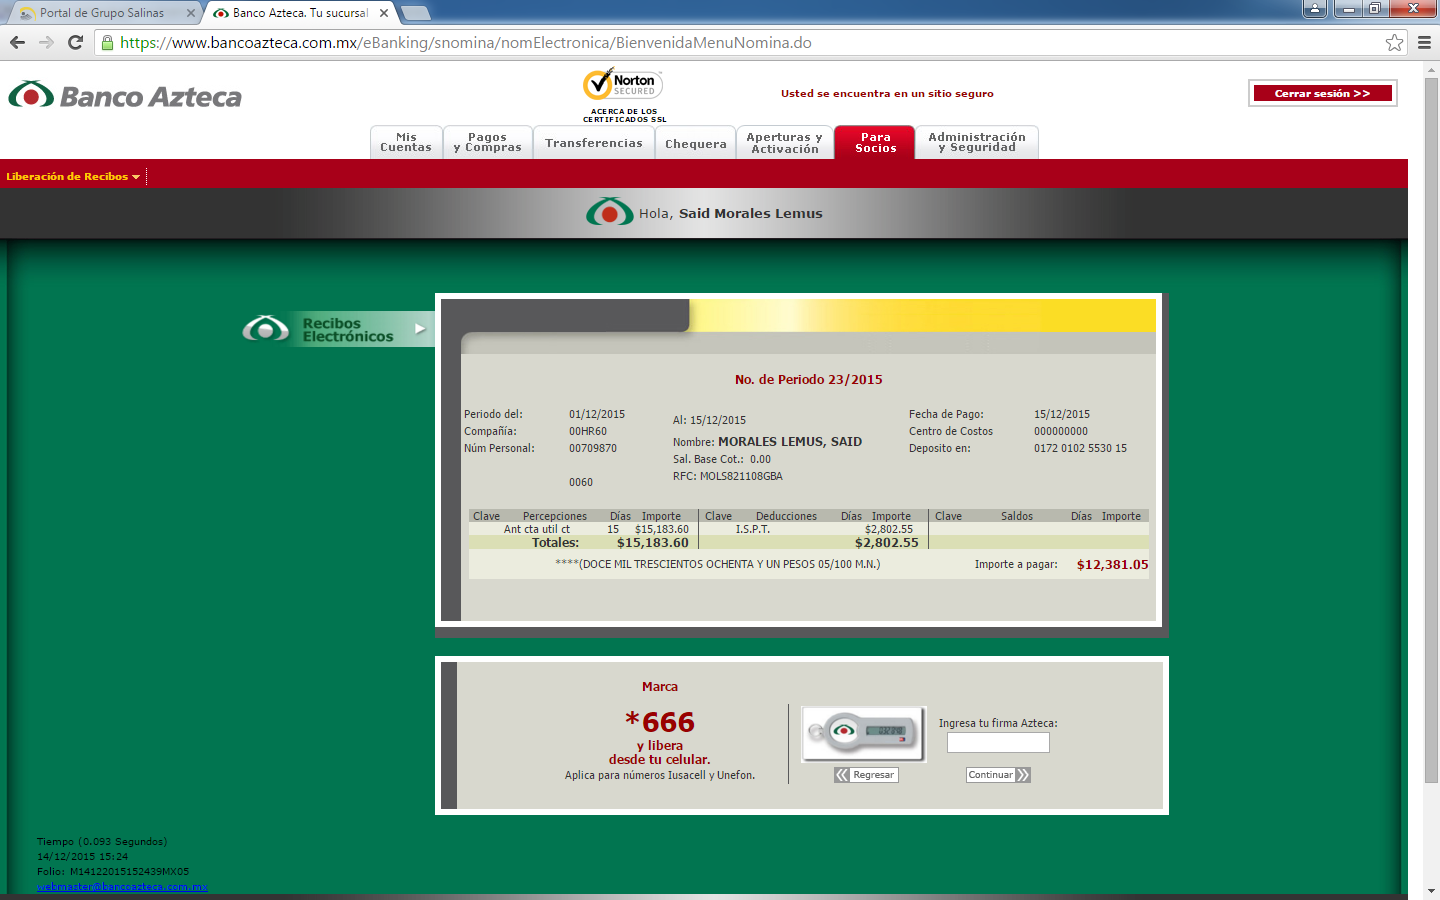 Portal de Grupo Salinas
Banco Azteca. Tu sucursal
https://www.bancoazteca.com.mx/eBanking/snomina/nomElectronica/BienvenidaMenuNomina.do
Banco Azteca
Norton
SECURED
ACERCA DE LOS
CERTIFICADOS SSL
Usted se encuentra en un sitio seguro
Cerrar sesión >>
Mis Cuentas
Pagos y Compras
Transferencias
Chequera
Aperturas y Activación
Para Socios
Administración y Seguridad
Liberación de Recibos
Hola, Said Morales Lemus
Recibos
Electrónicos
No. de Periodo 23/2015
Periodo del: 01/12/2015 Al: 15/12/2015 Fecha de Pago: 15/12/2015
Compañía: 00HR60 Nombre: MORALES LEMUS, SAID Centro de Costos 000000000
Núm Personal: 00709870 Sal. Base Cot.: 0.00 Deposito en: 0172 0102 5530 15
0060 RFC: MOLS821108GBA
Clave Percepciones Días Importe Clave Deducciones Días Importe Clave Saldos Días Importe
Ant cta util ct 15 $15,183.60 I.S.P.T. $2,802.55
Totales: $15,183.60 $2,802.55
****(DOCE MIL TRESCIENTOS OCHENTA Y UN PESOS 05/100 M.N.) Importe a pagar: $12,381.05
Marca
*666
y libera
desde tu celular.
Aplica para números Iusacell y Unefon.
Ingresa tu firma Azteca:
Regresar
Continuar
Tiempo (0.093 Segundos)
14/12/2015 15:24
Folio: M14122015152439MX05
webmaster@bancoazteca.com.mx